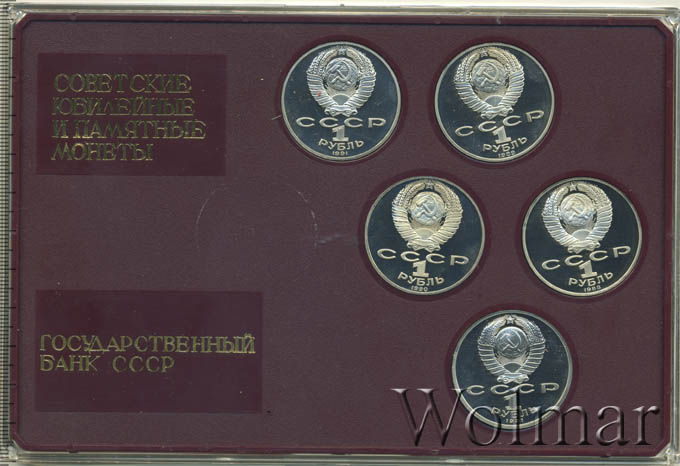 СОВЕТСКИЕ
ЮБИЛЕЙНЫЕ
И ПАМЯТНЫЕ
МОНЕТЫ
СССР
1
РУБЛЬ
1991
СССР
1
РУБЛЬ
СССР
1
РУБЛЬ
1990
СССР
1
РУБЛЬ
ГОСУДАРСТВЕННЫЙ
БАНК СССР
СССР
1
РУБЛЬ
Wolmar